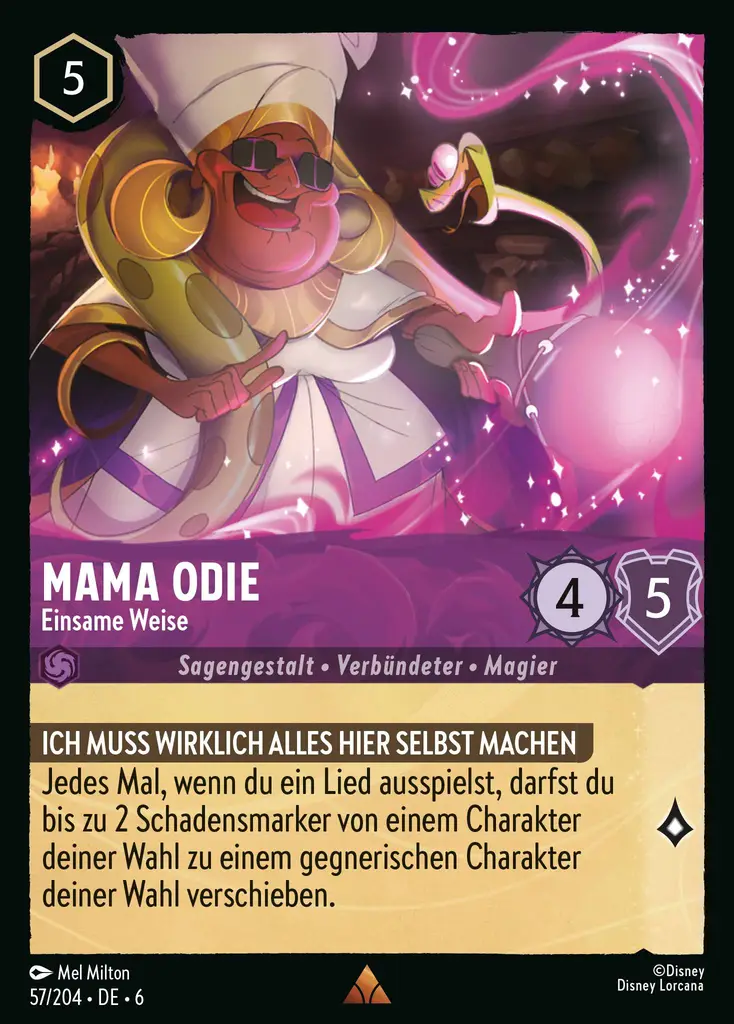 5
MAMA ODIE
Einsame Weise
4
5
Sagengestalt • Verbündeter • Magier
ICH MUSS WIRKLICH ALLES HIER SELBST MACHEN
Jedes Mal, wenn du ein Lied ausspielst, darfst du
bis zu 2 Schadensmarker von einem Charakter
deiner Wahl zu einem gegnerischen Charakter
deiner Wahl verschieben.
Mel Milton
57/204 • DE • 6
©Disney
Disney Lorcana